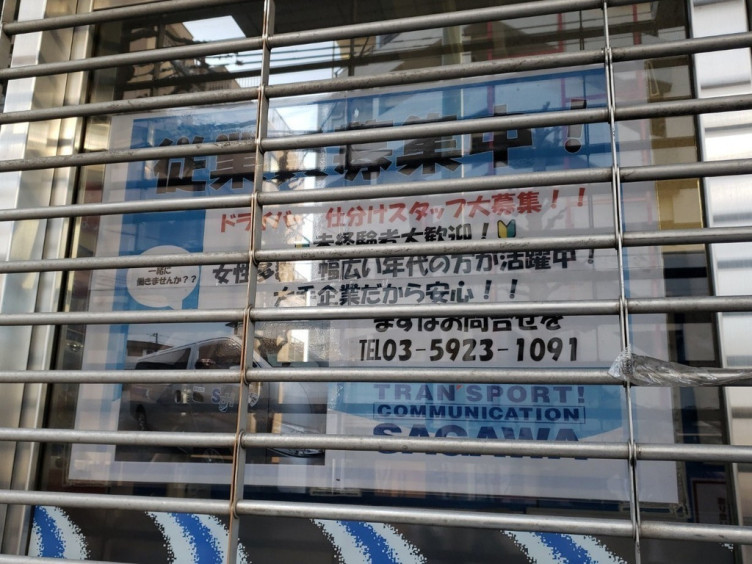 従業員募集中！
ドライバー 仕分けスタッフ大募集！！
未経験者大歓迎！
一緒に
働きませんか？？
女性 幅広い年代の方が活躍中！
大手企業だから安心！！
まずはお問合せを
TEL03-5923-1091
TRAN'SPORT!
COMMUNICATION
SAGAWA